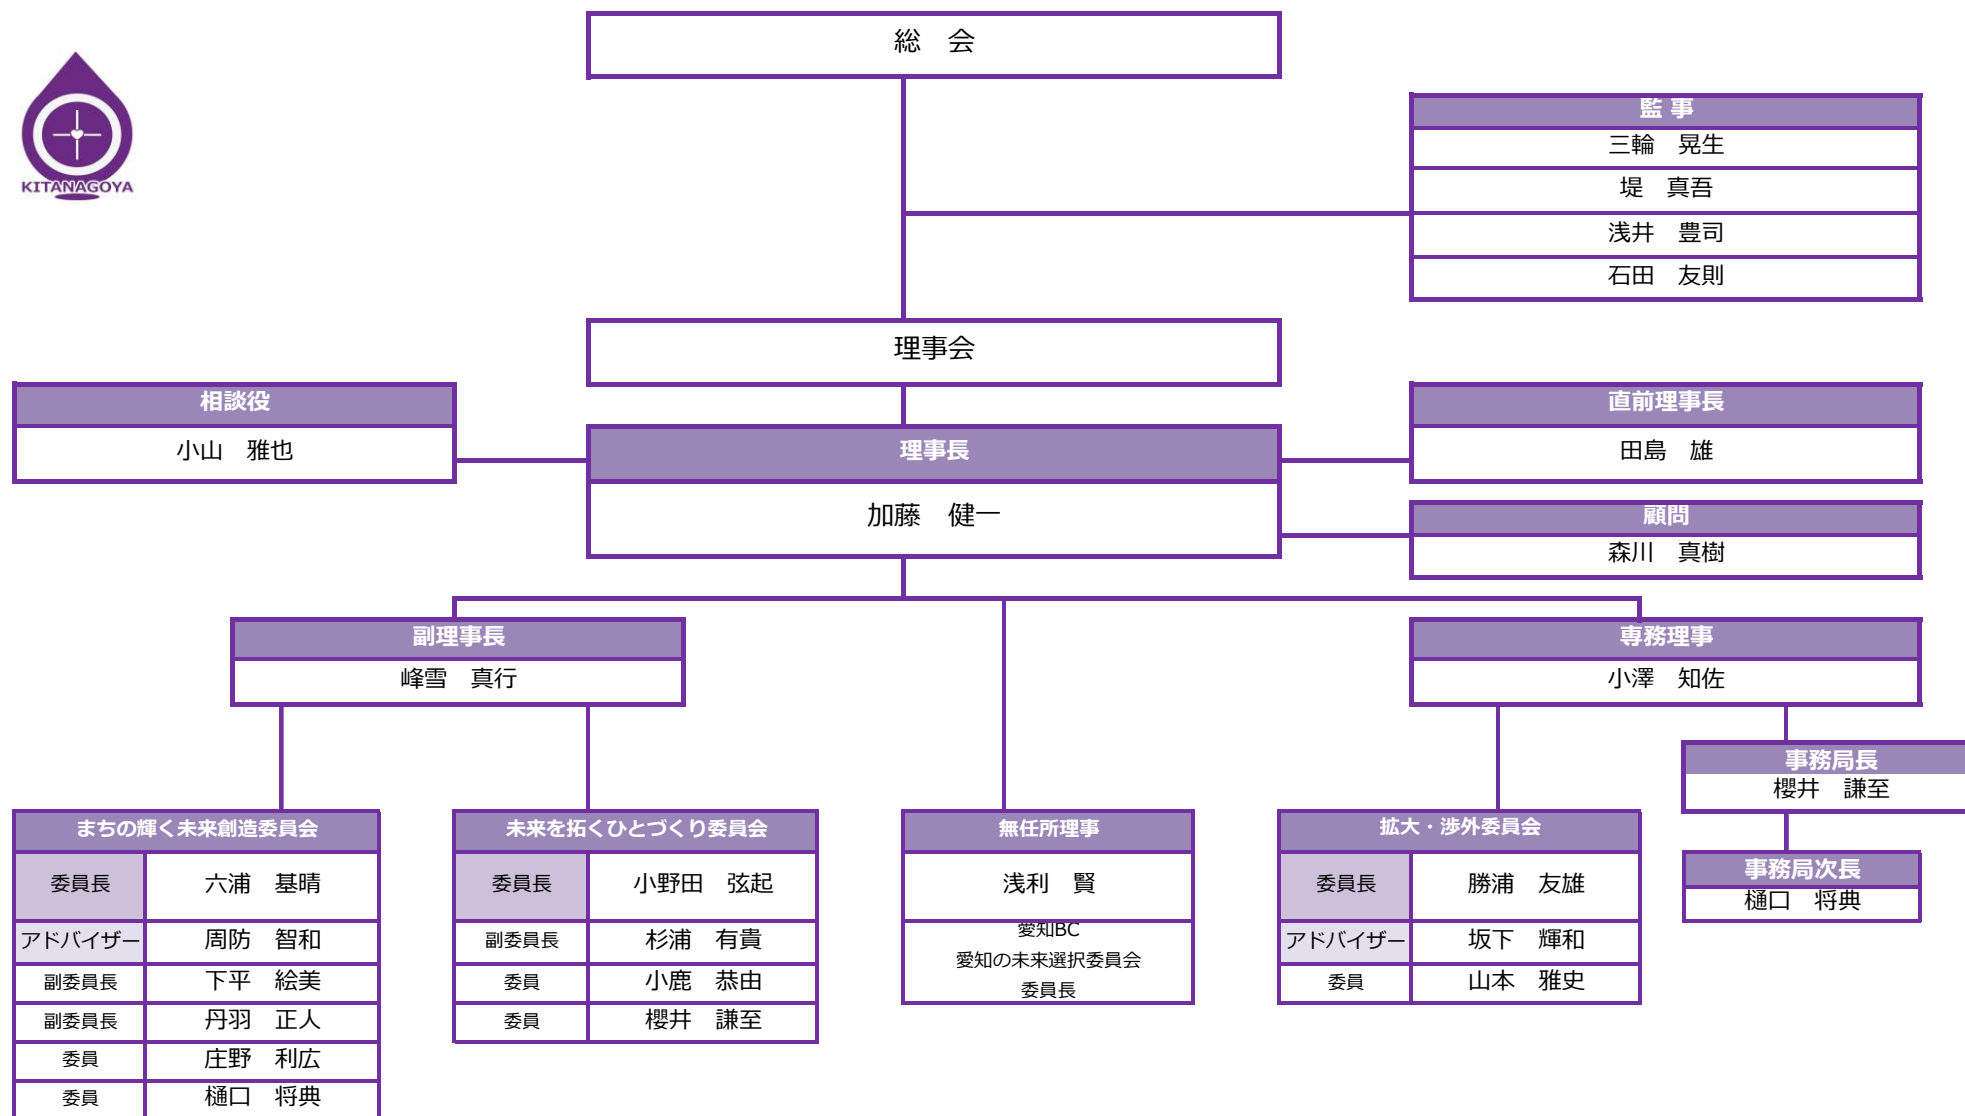 総　会
KITANAGOYA
監 事
三輪　晃生
堤　真吾
浅井　豊司
石田　友則
理事会
相談役
小山　雅也
理事長
加藤　健一
直前理事長
田島　雄
顧問
森川　真樹
副理事長
峰雪　真行
専務理事
小澤　知佐
事務局長
櫻井　謙至
事務局次長
樋口　将典
まちの輝く未来創造委員会
委員長　六浦　基晴
アドバイザー　周防　智和
副委員長　下平　絵美
副委員長　丹羽　正人
委員　庄野　利広
委員　樋口　将典
未来を拓くひとづくり委員会
委員長　小野田　弦起
副委員長　杉浦　有貴
委員　小鹿　恭由
委員　櫻井　謙至
無任所理事
浅利　賢
愛知BC
愛知の未来選択委員会
委員長
拡大・渉外委員会
委員長　勝浦　友雄
アドバイザー　坂下　輝和
委員　山本　雅史